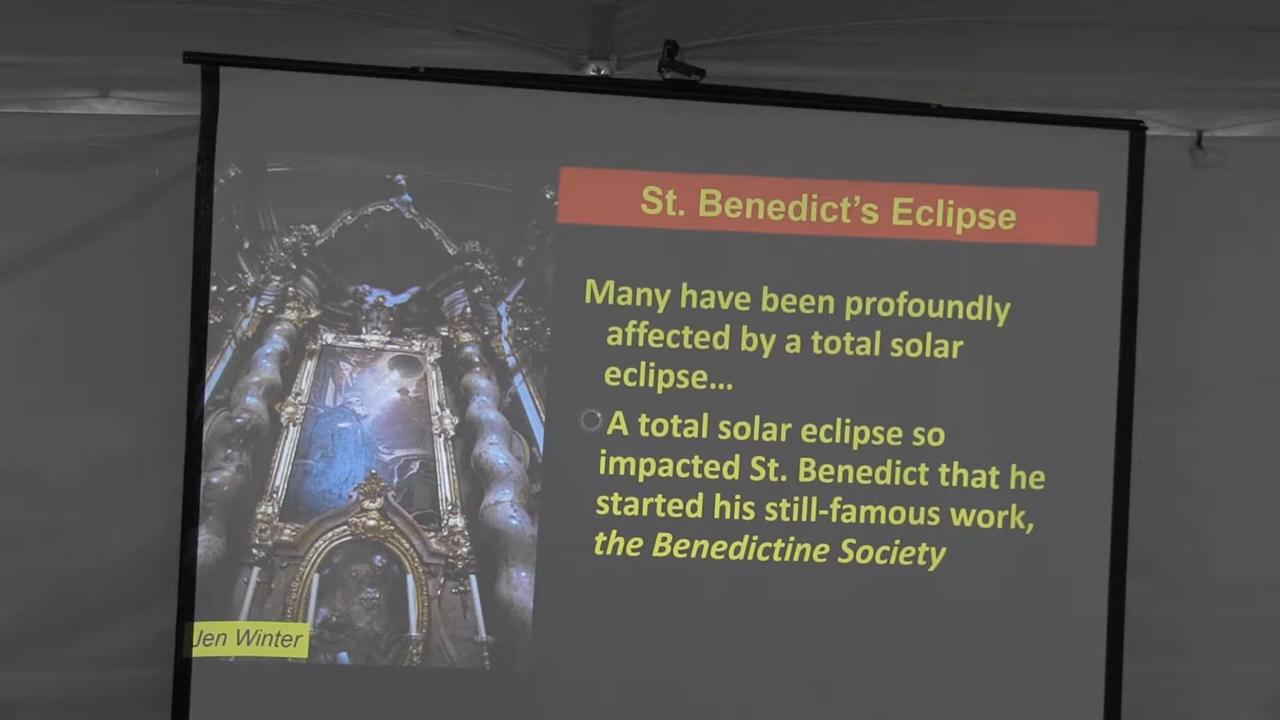 St. Benedict's Eclipse
Many have been profoundly
affected by a total solar
eclipse…
A total solar eclipse so
impacted St. Benedict that he
started his still-famous work,
the Benedictine Society
Jen Winter